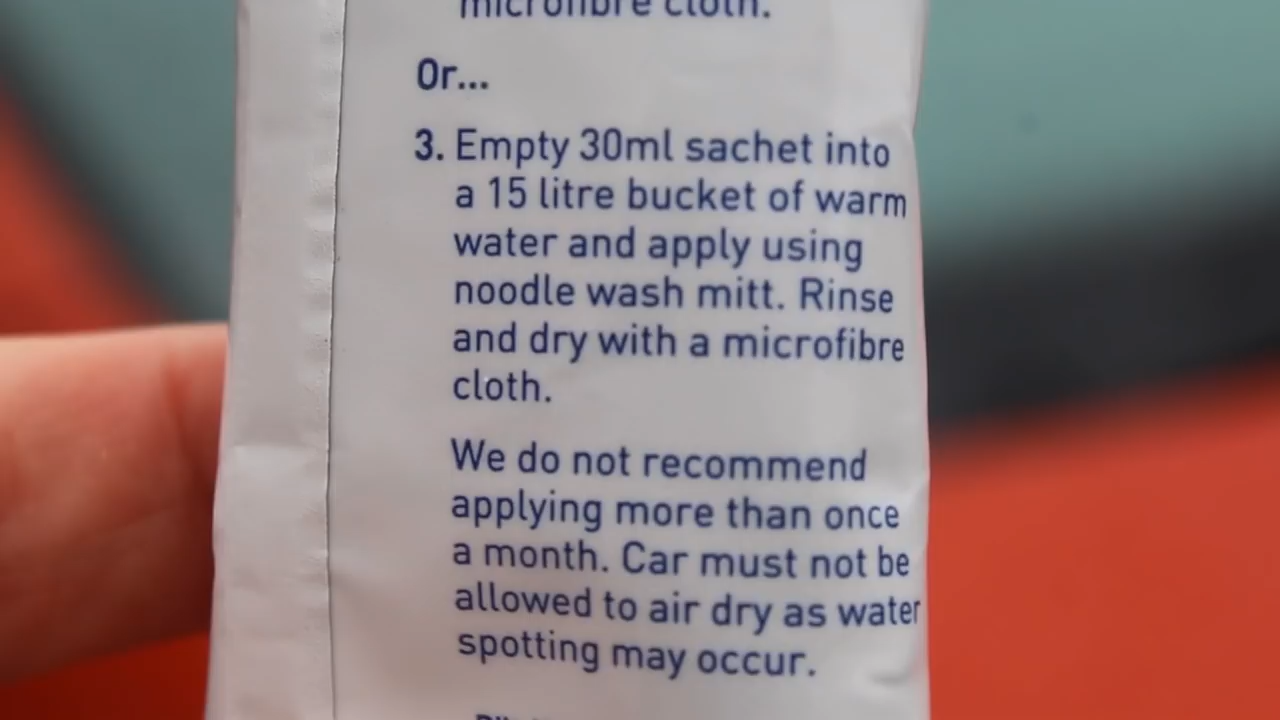 microfibre cloth.
Or...
3. Empty 30ml sachet into
a 15 litre bucket of warm
water and apply using
noodle wash mitt. Rinse
and dry with a microfibre
cloth.
We do not recommend
applying more than once
a month. Car must not be
allowed to air dry as water
spotting may occur.